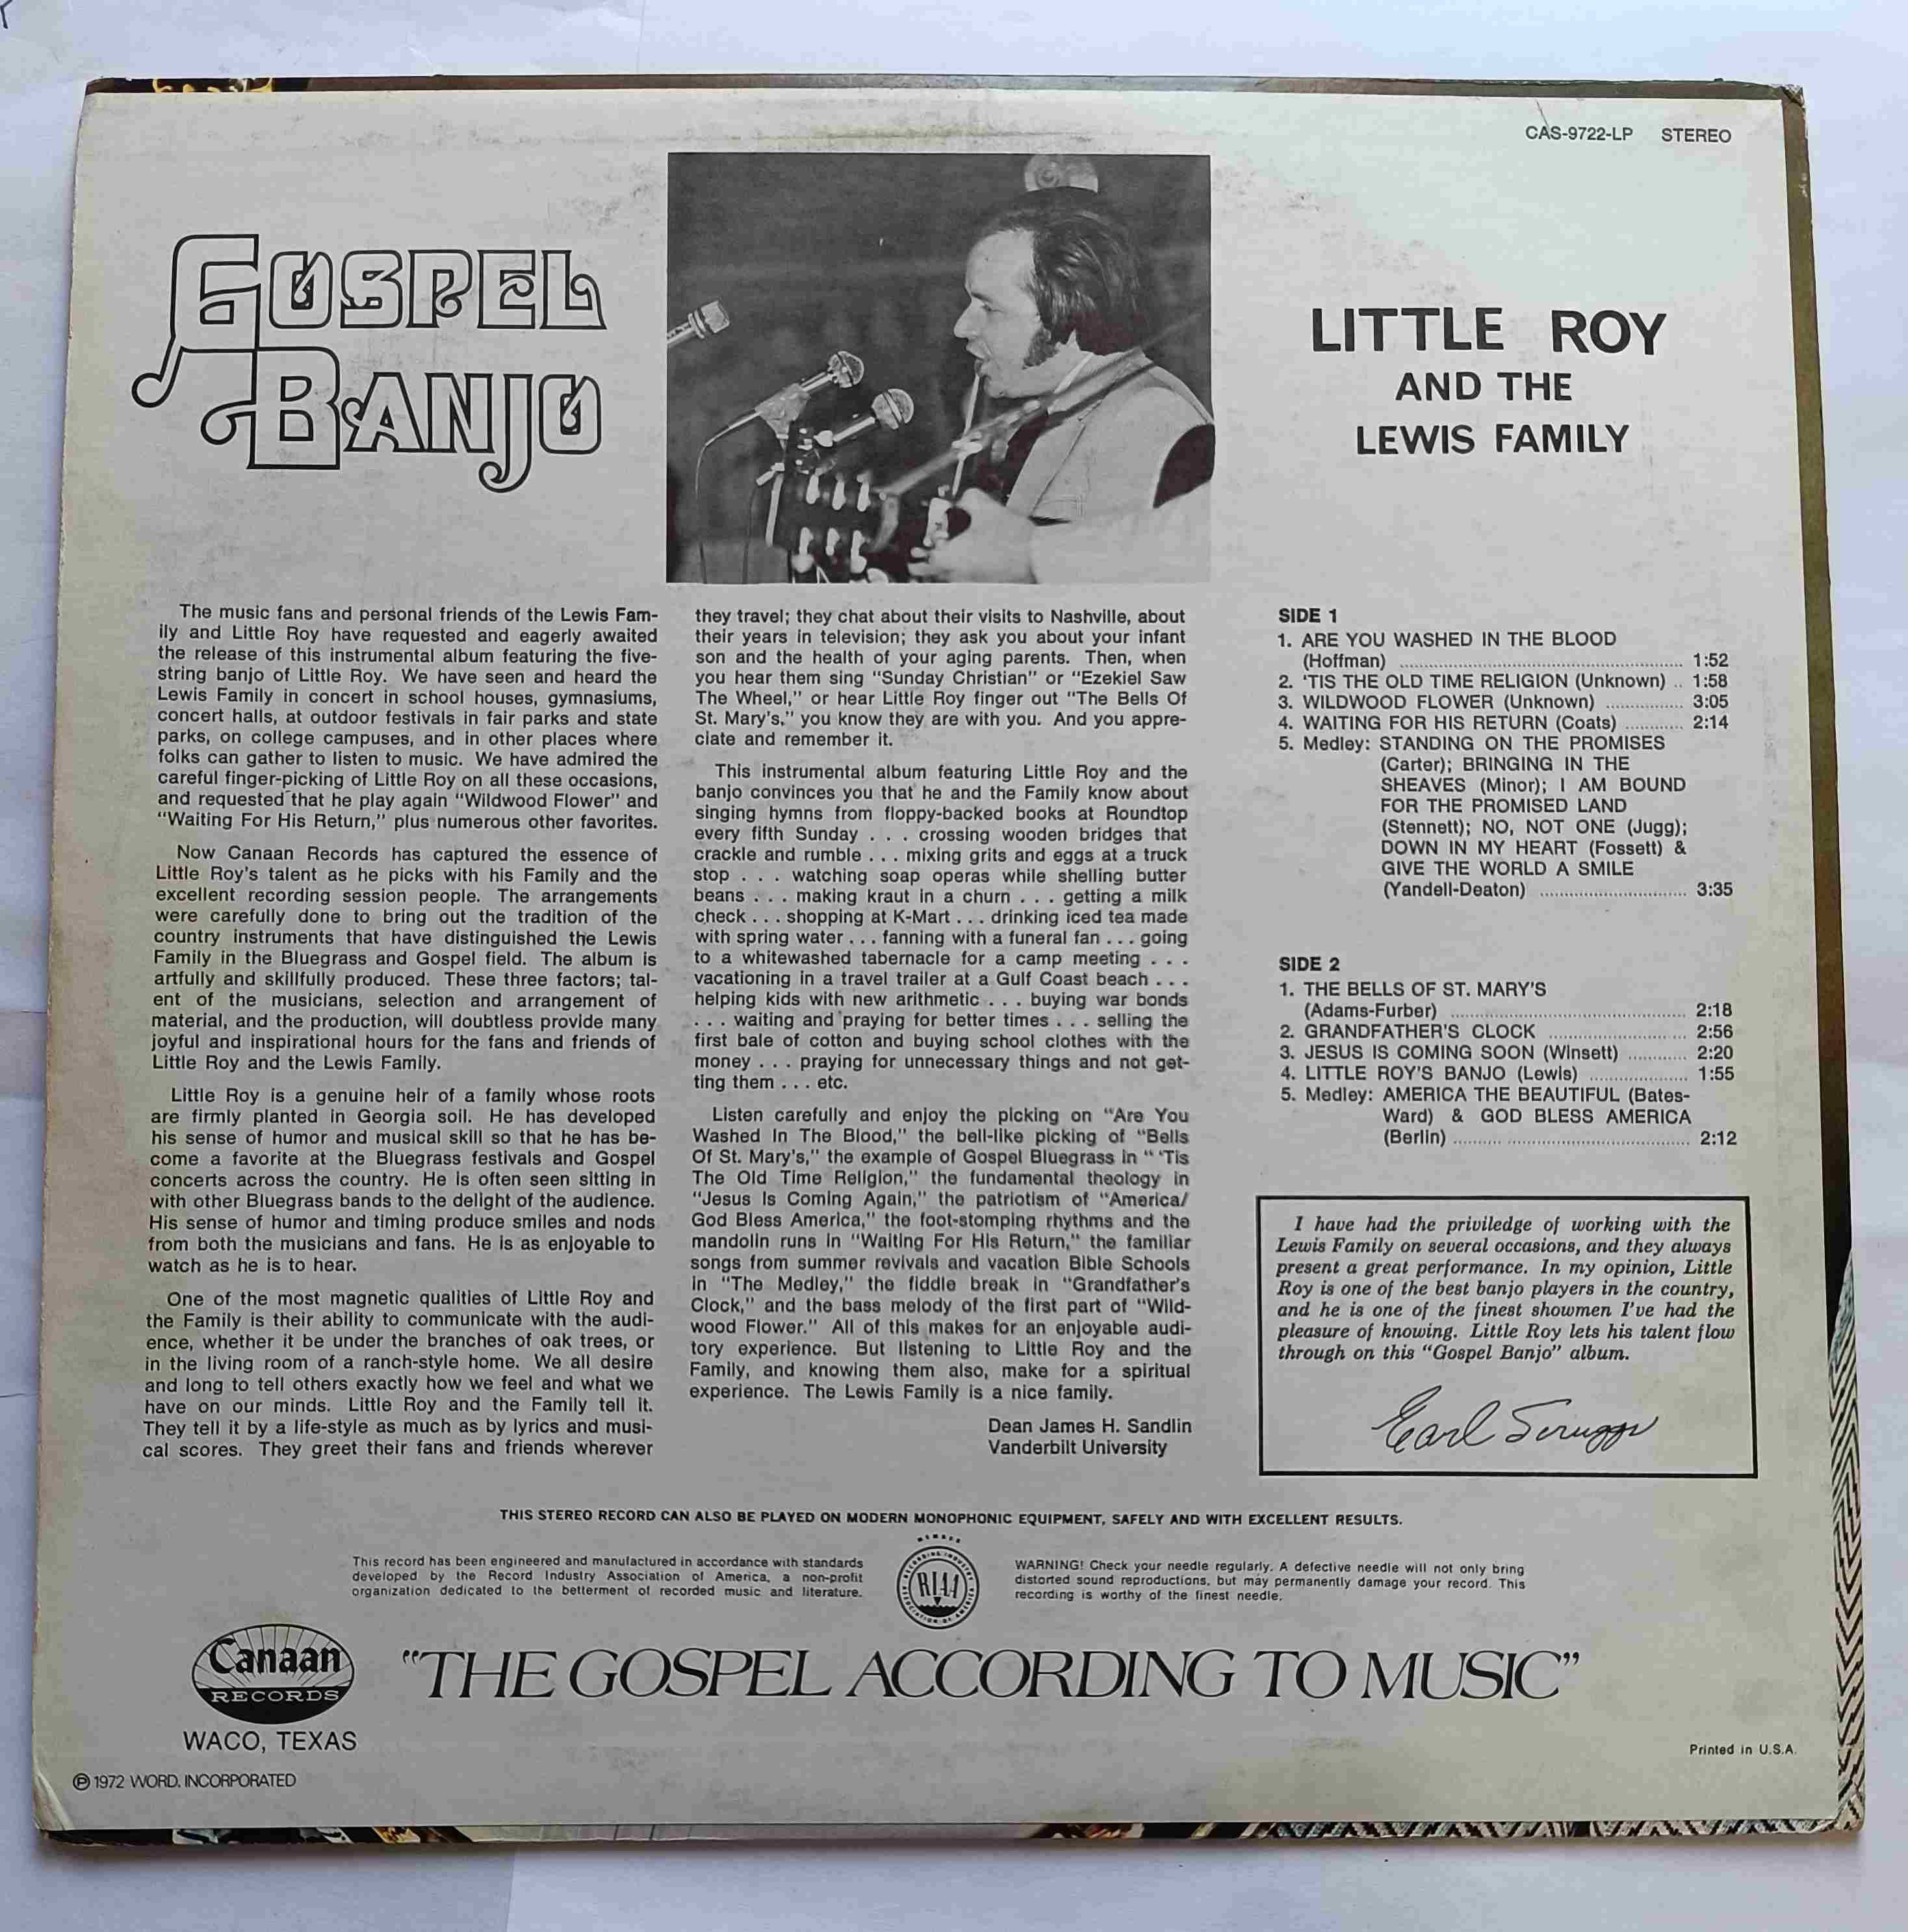 CAS-9722-LP STEREO
GOSPEL
BANJO
LITTLE ROY
AND THE
LEWIS FAMILY
The music fans and personal friends of the Lewis Fam-
ily and Little Roy have requested and eagerly awaited
the release of this instrumental album featuring the five-
string banjo of Little Roy. We have seen and heard the
Lewis Family in concert in school houses, gymnasiums,
concert halls, at outdoor festivals in fair parks and state
parks, on college campuses, and in other places where
folks can gather to listen to music. We have admired the
careful finger-picking of Little Roy on all these occasions,
and requested that he play again "Wildwood Flower" and
"Waiting For His Return," plus numerous other favorites.
Now Canaan Records has captured the essence of
Little Roy's talent as he picks with his Family and the
excellent recording session people. The arrangements
were carefully done to bring out the tradition of the
country instruments that have distinguished the Lewis
Family in the Bluegrass and Gospel field. The album is
artfully and skillfully produced. These three factors; tal-
ent of the musicians, selection and arrangement of
material, and the production, will doubtless provide many
joyful and inspirational hours for the fans and friends of
Little Roy and the Lewis Family.
Little Roy is a genuine heir of a family whose roots
are firmly planted in Georgia soil. He has developed
his sense of humor and musical skill so that he has be-
come a favorite at the Bluegrass festivals and Gospel
concerts across the country. He is often seen sitting in
with other Bluegrass bands to the delight of the audience.
His sense of humor and timing produce smiles and nods
from both the musicians and fans. He is as enjoyable to
watch as he is to hear.
One of the most magnetic qualities of Little Roy and
the Family is their ability to communicate with the audi-
ence, whether it be under the branches of oak trees, or
in the living room of a ranch-style home. We all desire
and long to tell others exactly how we feel and what we
have on our minds. Little Roy and the Family tell it.
They tell it by a life-style as much as by lyrics and musi-
cal scores. They greet their fans and friends wherever
they travel; they chat about their visits to Nashville, about
their years in television; they ask you about your infant
son and the health of your aging parents. Then, when
you hear them sing "Sunday Christian" or "Ezekiel Saw
The Wheel," or hear Little Roy finger out "The Bells Of
St. Mary's," you know they are with you. And you appre-
ciate and remember it.
This instrumental album featuring Little Roy and the
banjo convinces you that he and the Family know about
singing hymns from floppy-backed books at Roundtop
every fifth Sunday . . . crossing wooden bridges that
crackle and rumble . . . mixing grits and eggs at a truck
stop . . . watching soap operas while shelling butter
beans . . . making kraut in a churn . . . getting a milk
check . . . shopping at K-Mart . . . drinking iced tea made
with spring water . . . fanning with a funeral fan . . . going
to a whitewashed tabernacle for a camp meeting . . .
vacationing in a travel trailer at a Gulf Coast beach . . .
helping kids with new arithmetic . . . buying war bonds
. . . waiting and praying for better times . . . selling the
first bale of cotton and buying school clothes with the
money . . . praying for unnecessary things and not get-
ting them . . . etc.
Listen carefully and enjoy the picking on "Are You
Washed In The Blood," the bell-like picking of "Bells
Of St. Mary's," the example of Gospel Bluegrass in " 'Tis
The Old Time Religion," the fundamental theology in
"Jesus Is Coming Again," the patriotism of "America/
God Bless America," the foot-stomping rhythms and the
mandolin runs in "Waiting For His Return," the familiar
songs from summer revivals and vacation Bible Schools
in "The Medley," the fiddle break in "Grandfather's
Clock," and the bass melody of the first part of "Wild-
wood Flower." All of this makes for an enjoyable audi-
tory experience. But listening to Little Roy and the
Family, and knowing them also, make for a spiritual
experience. The Lewis Family is a nice family.
Dean James H. Sandlin
Vanderbilt University
SIDE 1
1. ARE YOU WASHED IN THE BLOOD
(Hoffman) ........ 1:52
2. 'TIS THE OLD TIME RELIGION (Unknown) .. 1:58
3. WILDWOOD FLOWER (Unknown) ........ 3:05
4. WAITING FOR HIS RETURN (Coats) ........ 2:14
5. Medley: STANDING ON THE PROMISES
(Carter); BRINGING IN THE
SHEAVES (Minor); I AM BOUND
FOR THE PROMISED LAND
(Stennett); NO, NOT ONE (Jugg);
DOWN IN MY HEART (Fossett) &
GIVE THE WORLD A SMILE
(Yandell-Deaton) ........ 3:35
SIDE 2
1. THE BELLS OF ST. MARY'S
(Adams-Furber) ........ 2:18
2. GRANDFATHER'S CLOCK ........ 2:56
3. JESUS IS COMING SOON (Winsett) ........ 2:20
4. LITTLE ROY'S BANJO (Lewis) ........ 1:55
5. Medley: AMERICA THE BEAUTIFUL (Bates-
Ward) & GOD BLESS AMERICA
(Berlin) ........ 2:12
I have had the priviledge of working with the
Lewis Family on several occasions, and they always
present a great performance. In my opinion, Little
Roy is one of the best banjo players in the country,
and he is one of the finest showmen I've had the
pleasure of knowing. Little Roy lets his talent flow
through on this "Gospel Banjo" album.
Earl Scruggs
THIS STEREO RECORD CAN ALSO BE PLAYED ON MODERN MONOPHONIC EQUIPMENT, SAFELY AND WITH EXCELLENT RESULTS.
This record has been engineered and manufactured in accordance with standards
developed by the Record Industry Association of America, a non-profit
organization dedicated to the betterment of recorded music and literature.
MEMBER
RECORDING INDUSTRY ASSOCIATION OF AMERICA
RIAA
WARNING! Check your needle regularly. A defective needle will not only bring
distorted sound reproductions, but may permanently damage your record. This
recording is worthy of the finest needle.
Canaan
RECORDS
WACO, TEXAS
"THE GOSPEL ACCORDING TO MUSIC"
Printed in U.S.A.
℗ 1972 WORD, INCORPORATED